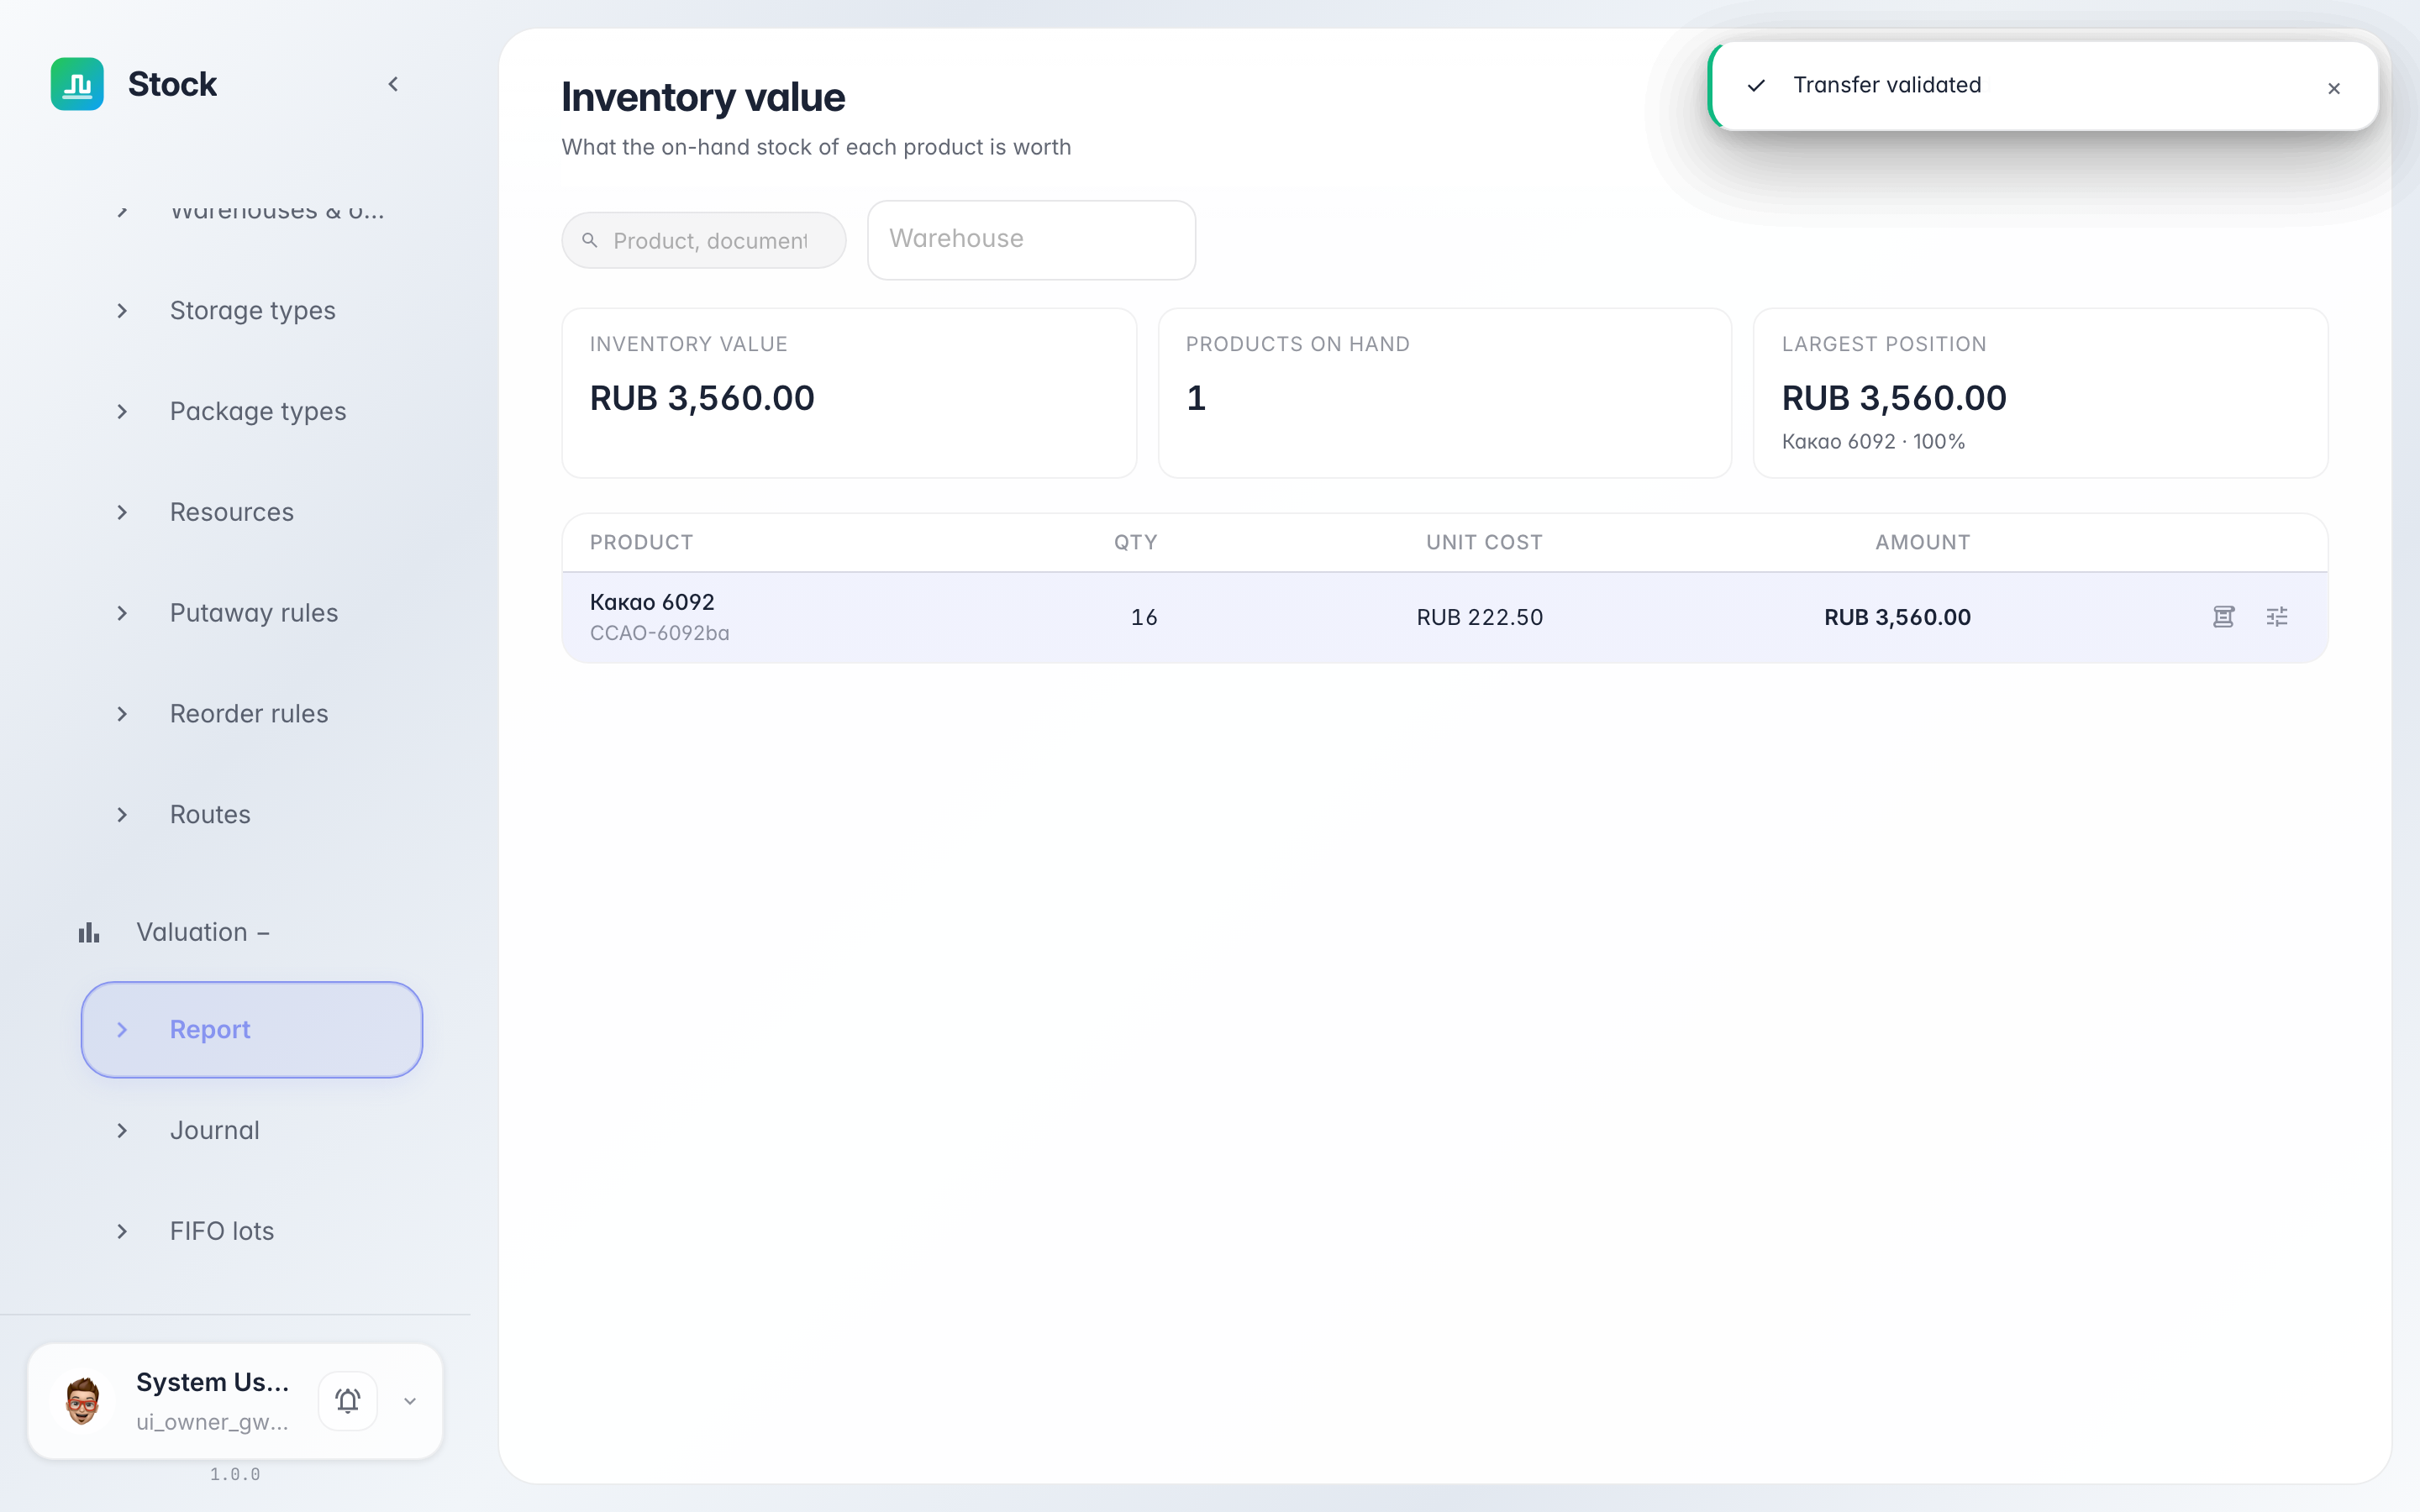 Stock
Warehouses & o...
Storage types
Package types
Resources
Putaway rules
Reorder rules
Routes
Valuation –
Report
Journal
FIFO lots
System Us...
ui_owner_gw...
1.0.0
Inventory value
What the on-hand stock of each product is worth
Transfer validated
Product, document
Warehouse
INVENTORY VALUE
RUB 3,560.00
PRODUCTS ON HAND
1
LARGEST POSITION
RUB 3,560.00
Какао 6092 · 100%
PRODUCT QTY UNIT COST AMOUNT
Какао 6092
CCAO-6092ba
16 RUB 222.50 RUB 3,560.00